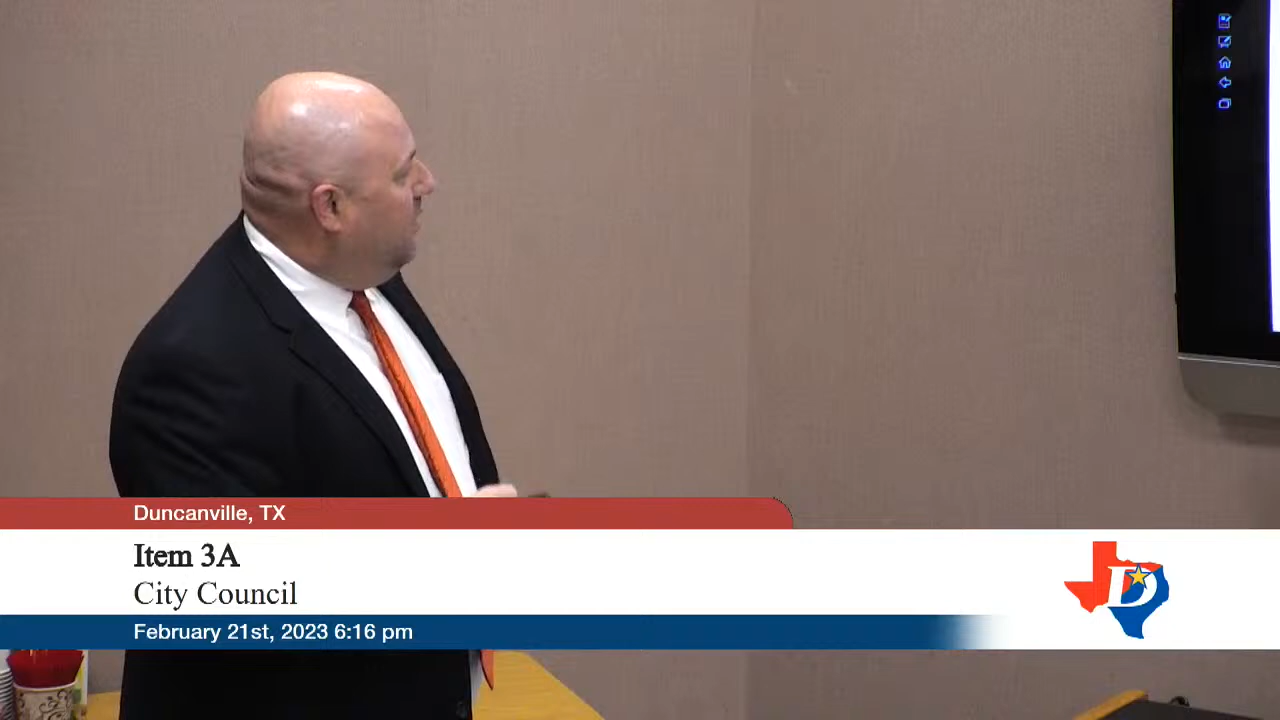 Duncanville, TX
Item 3A
City Council
D
February 21st, 2023 6:16 pm